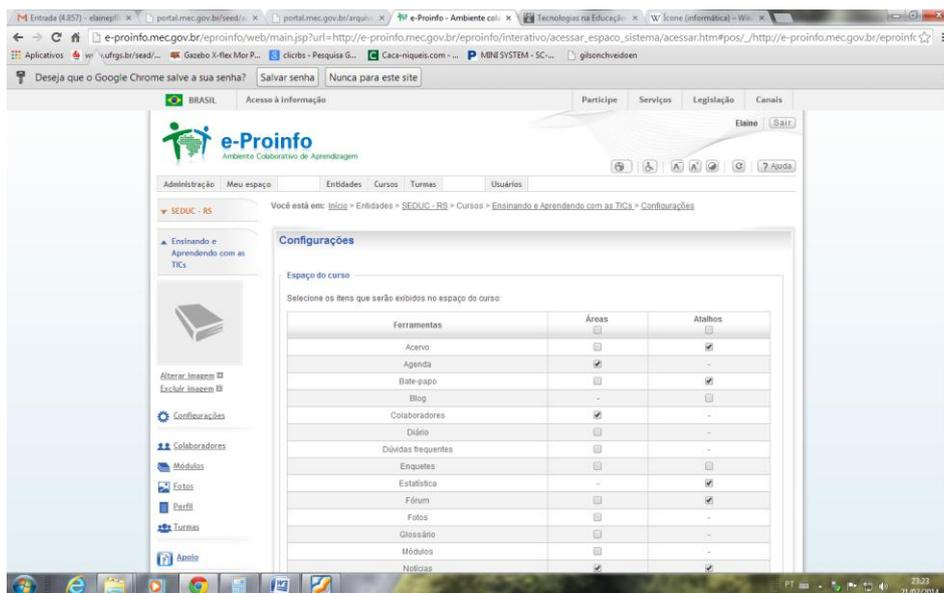 Entrada (4.857) - elainepfl
portal.mec.gov.br/seed/a
portal.mec.gov.br/arquivo
e-Proinfo - Ambiente cola
Tecnologias na Educação
Ícone (informática) – Wik
e-proinfo.mec.gov.br/eproinfo/web/main.jsp?url=http://e-proinfo.mec.gov.br/eproinfo/interativo/acessar_espaco_sistema/acessar.htm#pos/_/http://e-proinfo.mec.gov.br/eproinfo
Aplicativos
.ufrgs.br/sead/...
Gazebo X-flex Mor P...
clicrbs - Pesquisa G...
Caca-niqueis.com - ...
MINI SYSTEM - SC-...
gilsonchveidoen
Deseja que o Google Chrome salve a sua senha?
Salvar senha
Nunca para este site
BRASIL
Acesso à informação
Participe
Serviços
Legislação
Canais
Elaine
Sair
e-Proinfo
Ambiente Colaborativo de Aprendizagem
A- A+
? Ajuda
Administração
Meu espaço
Entidades
Cursos
Turmas
Usuários
SEDUC - RS
Você está em: Início > Entidades > SEDUC - RS > Cursos > Ensinando e Aprendendo com as TICs > Configurações
Ensinando e
Aprendendo com as
TICs
Alterar imagem
Excluir imagem
Configurações
Colaboradores
Módulos
Fotos
Perfil
Turmas
Apoio
Configurações
Espaço do curso
Selecione os itens que serão exibidos no espaço do curso:
Ferramentas Áreas Atalhos
Acervo
Agenda -
Bate-papo
Blog -
Colaboradores -
Diário -
Dúvidas frequentes -
Enquetes
Estatística -
Fórum
Fotos -
Glossário -
Módulos -
Notícias
PT
23:23
21/02/2014